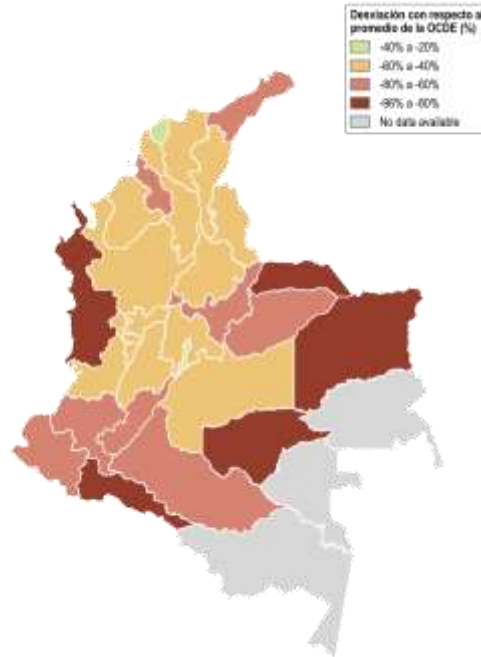 Desviación con respecto al
promedio de la OCDE (%)
-40% a -20%
-60% a -40%
-80% a -60%
-96% a -80%
No data available